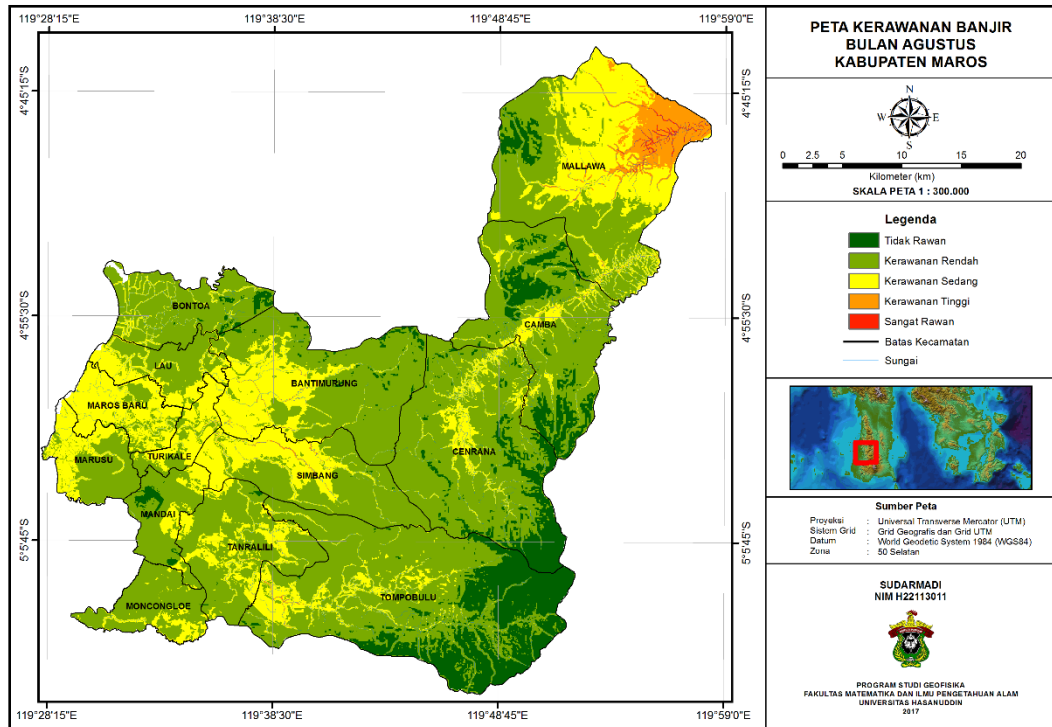 119°28'15"E 119°38'30"E 119°48'45"E 119°59'0"E
4°45'15"S
4°55'30"S
5°5'45"S
4°45'15"S
4°55'30"S
5°5'45"S
119°28'15"E 119°38'30"E 119°48'45"E 119°59'0"E
MALLAWA
BONTOA
CAMBA
LAU
BANTIMURUNG
MAROS BARU
MARUSU
TURIKALE
CENRANA
SIMBANG
MANDAI
TANRALILI
TOMPOBULU
MONCONGLOE
PETA KERAWANAN BANJIR
BULAN AGUSTUS
KABUPATEN MAROS
N
W E
S
0 2.5 5 10 15 20
Kilometer (km)
SKALA PETA 1 : 300.000
Legenda
Tidak Rawan
Kerawanan Rendah
Kerawanan Sedang
Kerawanan Tinggi
Sangat Rawan
Batas Kecamatan
Sungai
Sumber Peta
Proyeksi : Universal Transverse Mercator (UTM)
Sistem Grid : Grid Geografis dan Grid UTM
Datum : World Geodetic System 1984 (WGS84)
Zona : 50 Selatan
SUDARMADI
NIM H22113011
PROGRAM STUDI GEOFISIKA
FAKULTAS MATEMATIKA DAN ILMU PENGETAHUAN ALAM
UNIVERSITAS HASANUDDIN
2017